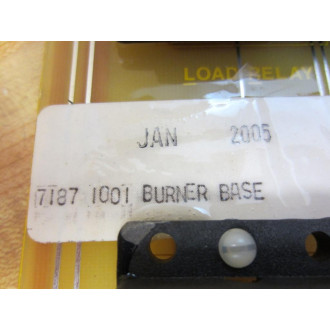 LOAD RELAY
JAN 2005
7187 1001 BURNER BASE